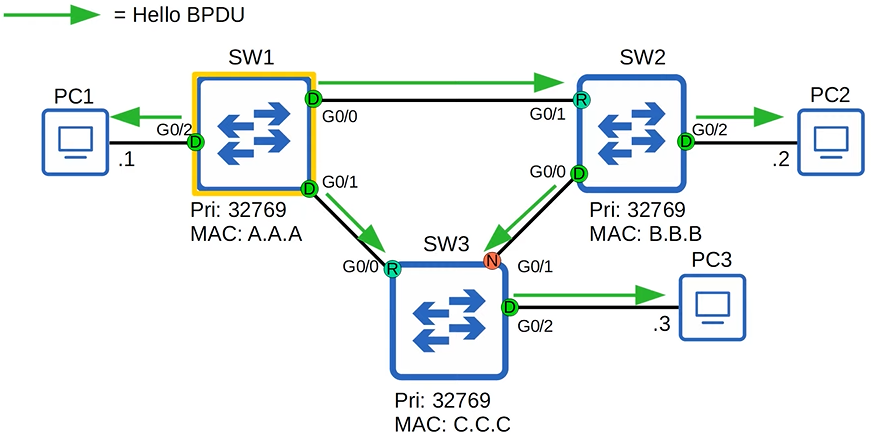 = Hello BPDU
SW1
SW2
PC1
PC2
D
R
G0/2
G0/0
G0/1
G0/2
D
D
.1
.2
D
G0/1
G0/0
D
Pri: 32769
MAC: A.A.A
Pri: 32769
MAC: B.B.B
SW3
PC3
G0/0
R
N
G0/1
D
G0/2
.3
Pri: 32769
MAC: C.C.C